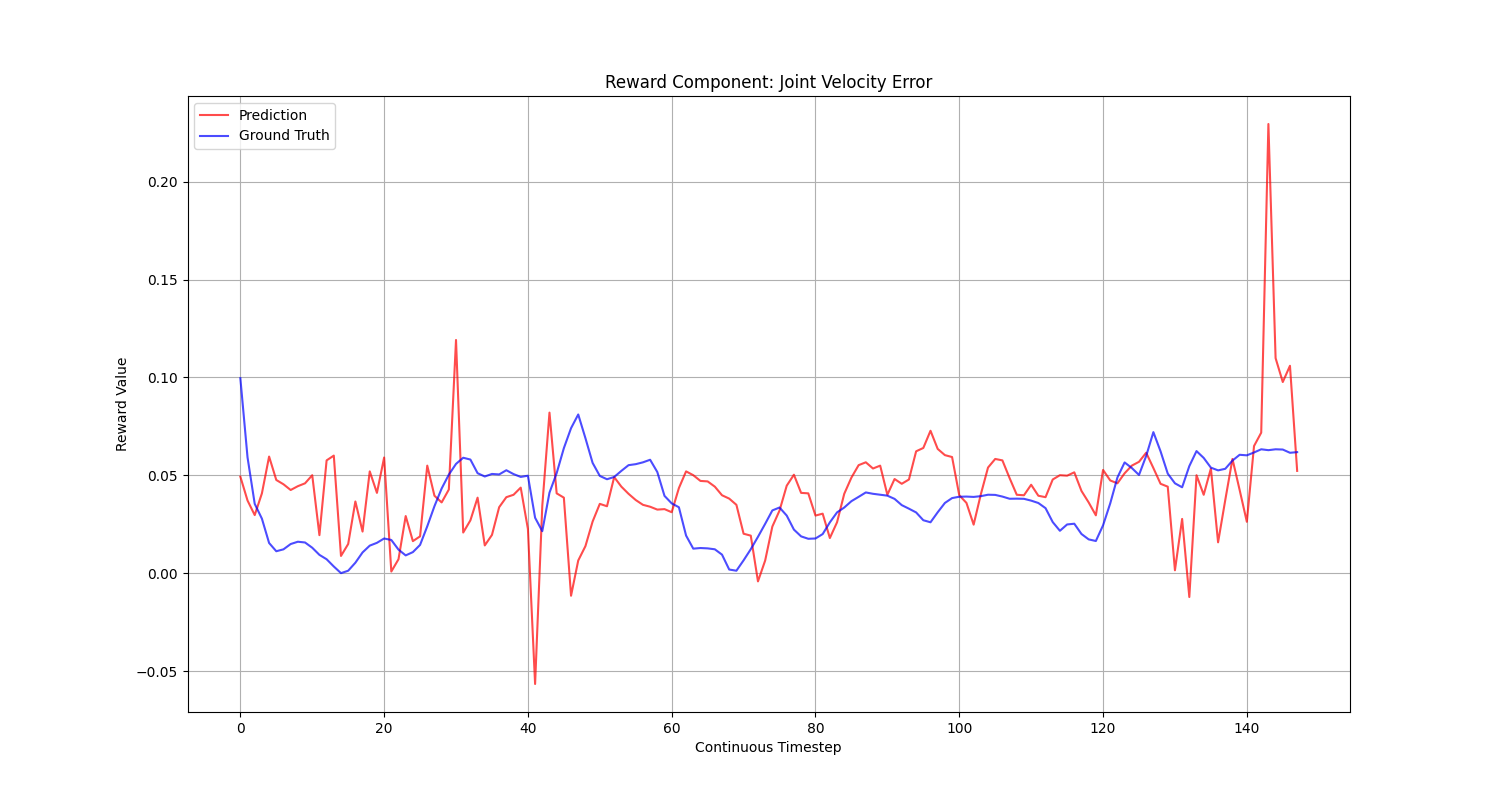 Reward Component: Joint Velocity Error
Prediction
Ground Truth
0.20
0.15
0.10
0.05
0.00
−0.05
Reward Value
0 20 40 60 80 100 120 140
Continuous Timestep